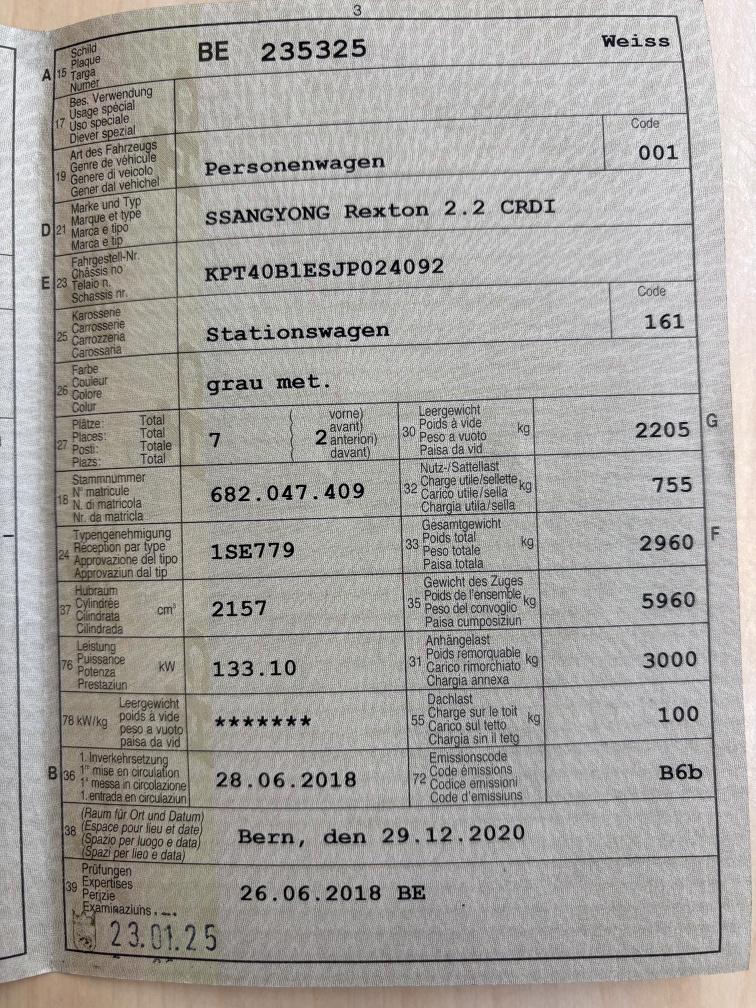 3
A 15 Schild
Plaque
Targa
Numer
BE 235325 Weiss
17 Bes. Verwendung
Usage spécial
Uso speciale
Diever spezial
19 Art des Fahrzeugs
Genre de véhicule
Genere di veicolo
Gener dal vehichel
Personenwagen
Code
001
D 21 Marke und Typ
Marque et type
Marca e tipo
Marca e tip
SSANGYONG Rexton 2.2 CRDI
E 23 Fahrgestell-Nr.
Châssis no
Telaio n.
Schassis nr.
KPT40B1ESJP024092
25 Karosserie
Carrosserie
Carrozzeria
Carossaria
Stationswagen
Code
161
26 Farbe
Couleur
Colore
Colur
grau met.
27 Plätze: Total
Places: Total
Posti: Totale
Plazs: Total
7
2
vorne)
avant)
anteriori)
davant)
30 Leergewicht
Poids à vide
Peso a vuoto
Paisa da vid
kg
2205 G
18 Stammnummer
N° matricule
N. di matricola
Nr. da matricla
682.047.409
32 Nutz-/Sattellast
Charge utile/sellette
Carico utile/sella
Chargia utila/sella
kg
755
24 Typengenehmigung
Réception par type
Approvazione del tipo
Approvaziun dal tip
1SE779
33 Gesamtgewicht
Poids total
Peso totale
Paisa totala
kg
2960 F
37 Hubraum
Cylindrée
Cilindrata
Cilindrada
cm³
2157
35 Gewicht des Zuges
Poids de l'ensemble
Peso del convoglio
Paisa cumposiziun
kg
5960
76 Leistung
Puissance
Potenza
Prestaziun
kW
133.10
31 Anhängelast
Poids remorquable
Carico rimorchiato
Chargia annexa
kg
3000
78 kW/kg
Leergewicht
poids à vide
peso a vuoto
paisa da vid
*******
55 Dachlast
Charge sur le toit
Carico sul tetto
Chargia sin il tetg
kg
100
B 36 1. Inverkehrsetzung
1re mise en circulation
1a messa in circolazione
1. entrada en circulaziun
28.06.2018
72 Emissionscode
Code émissions
Codice emissioni
Code d'emissiuns
B6b
38 (Raum für Ort und Datum)
(Espace pour lieu et date)
(Spazio per luogo e data)
(Spazi per lieo e data)
Bern, den 29.12.2020
39 Prüfungen
Expertises
Perizie
Examinaziuns
26.06.2018 BE
23.01.25